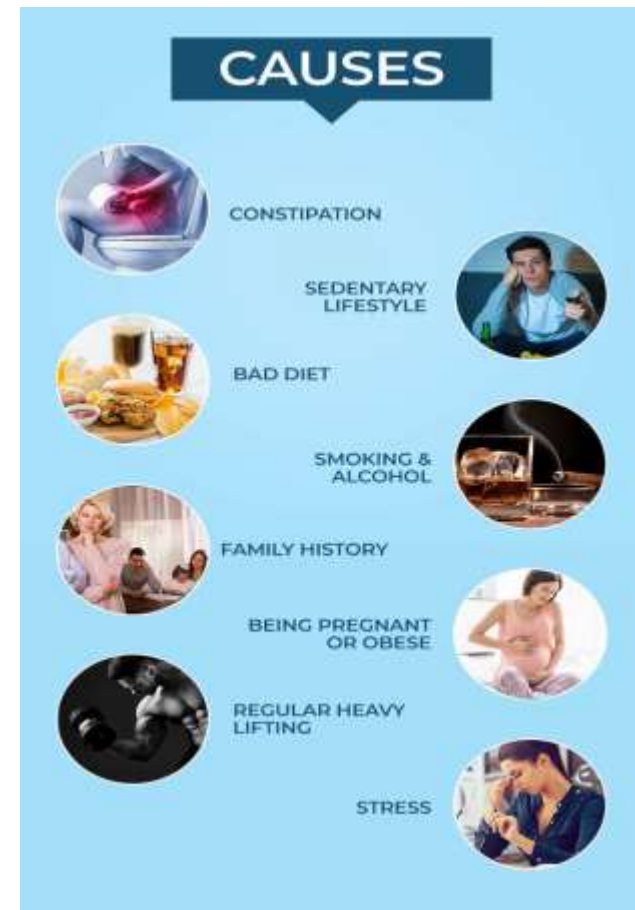 CAUSES
CONSTIPATION
SEDENTARY
LIFESTYLE
BAD DIET
SMOKING &
ALCOHOL
FAMILY HISTORY
BEING PREGNANT
OR OBESE
REGULAR HEAVY
LIFTING
STRESS